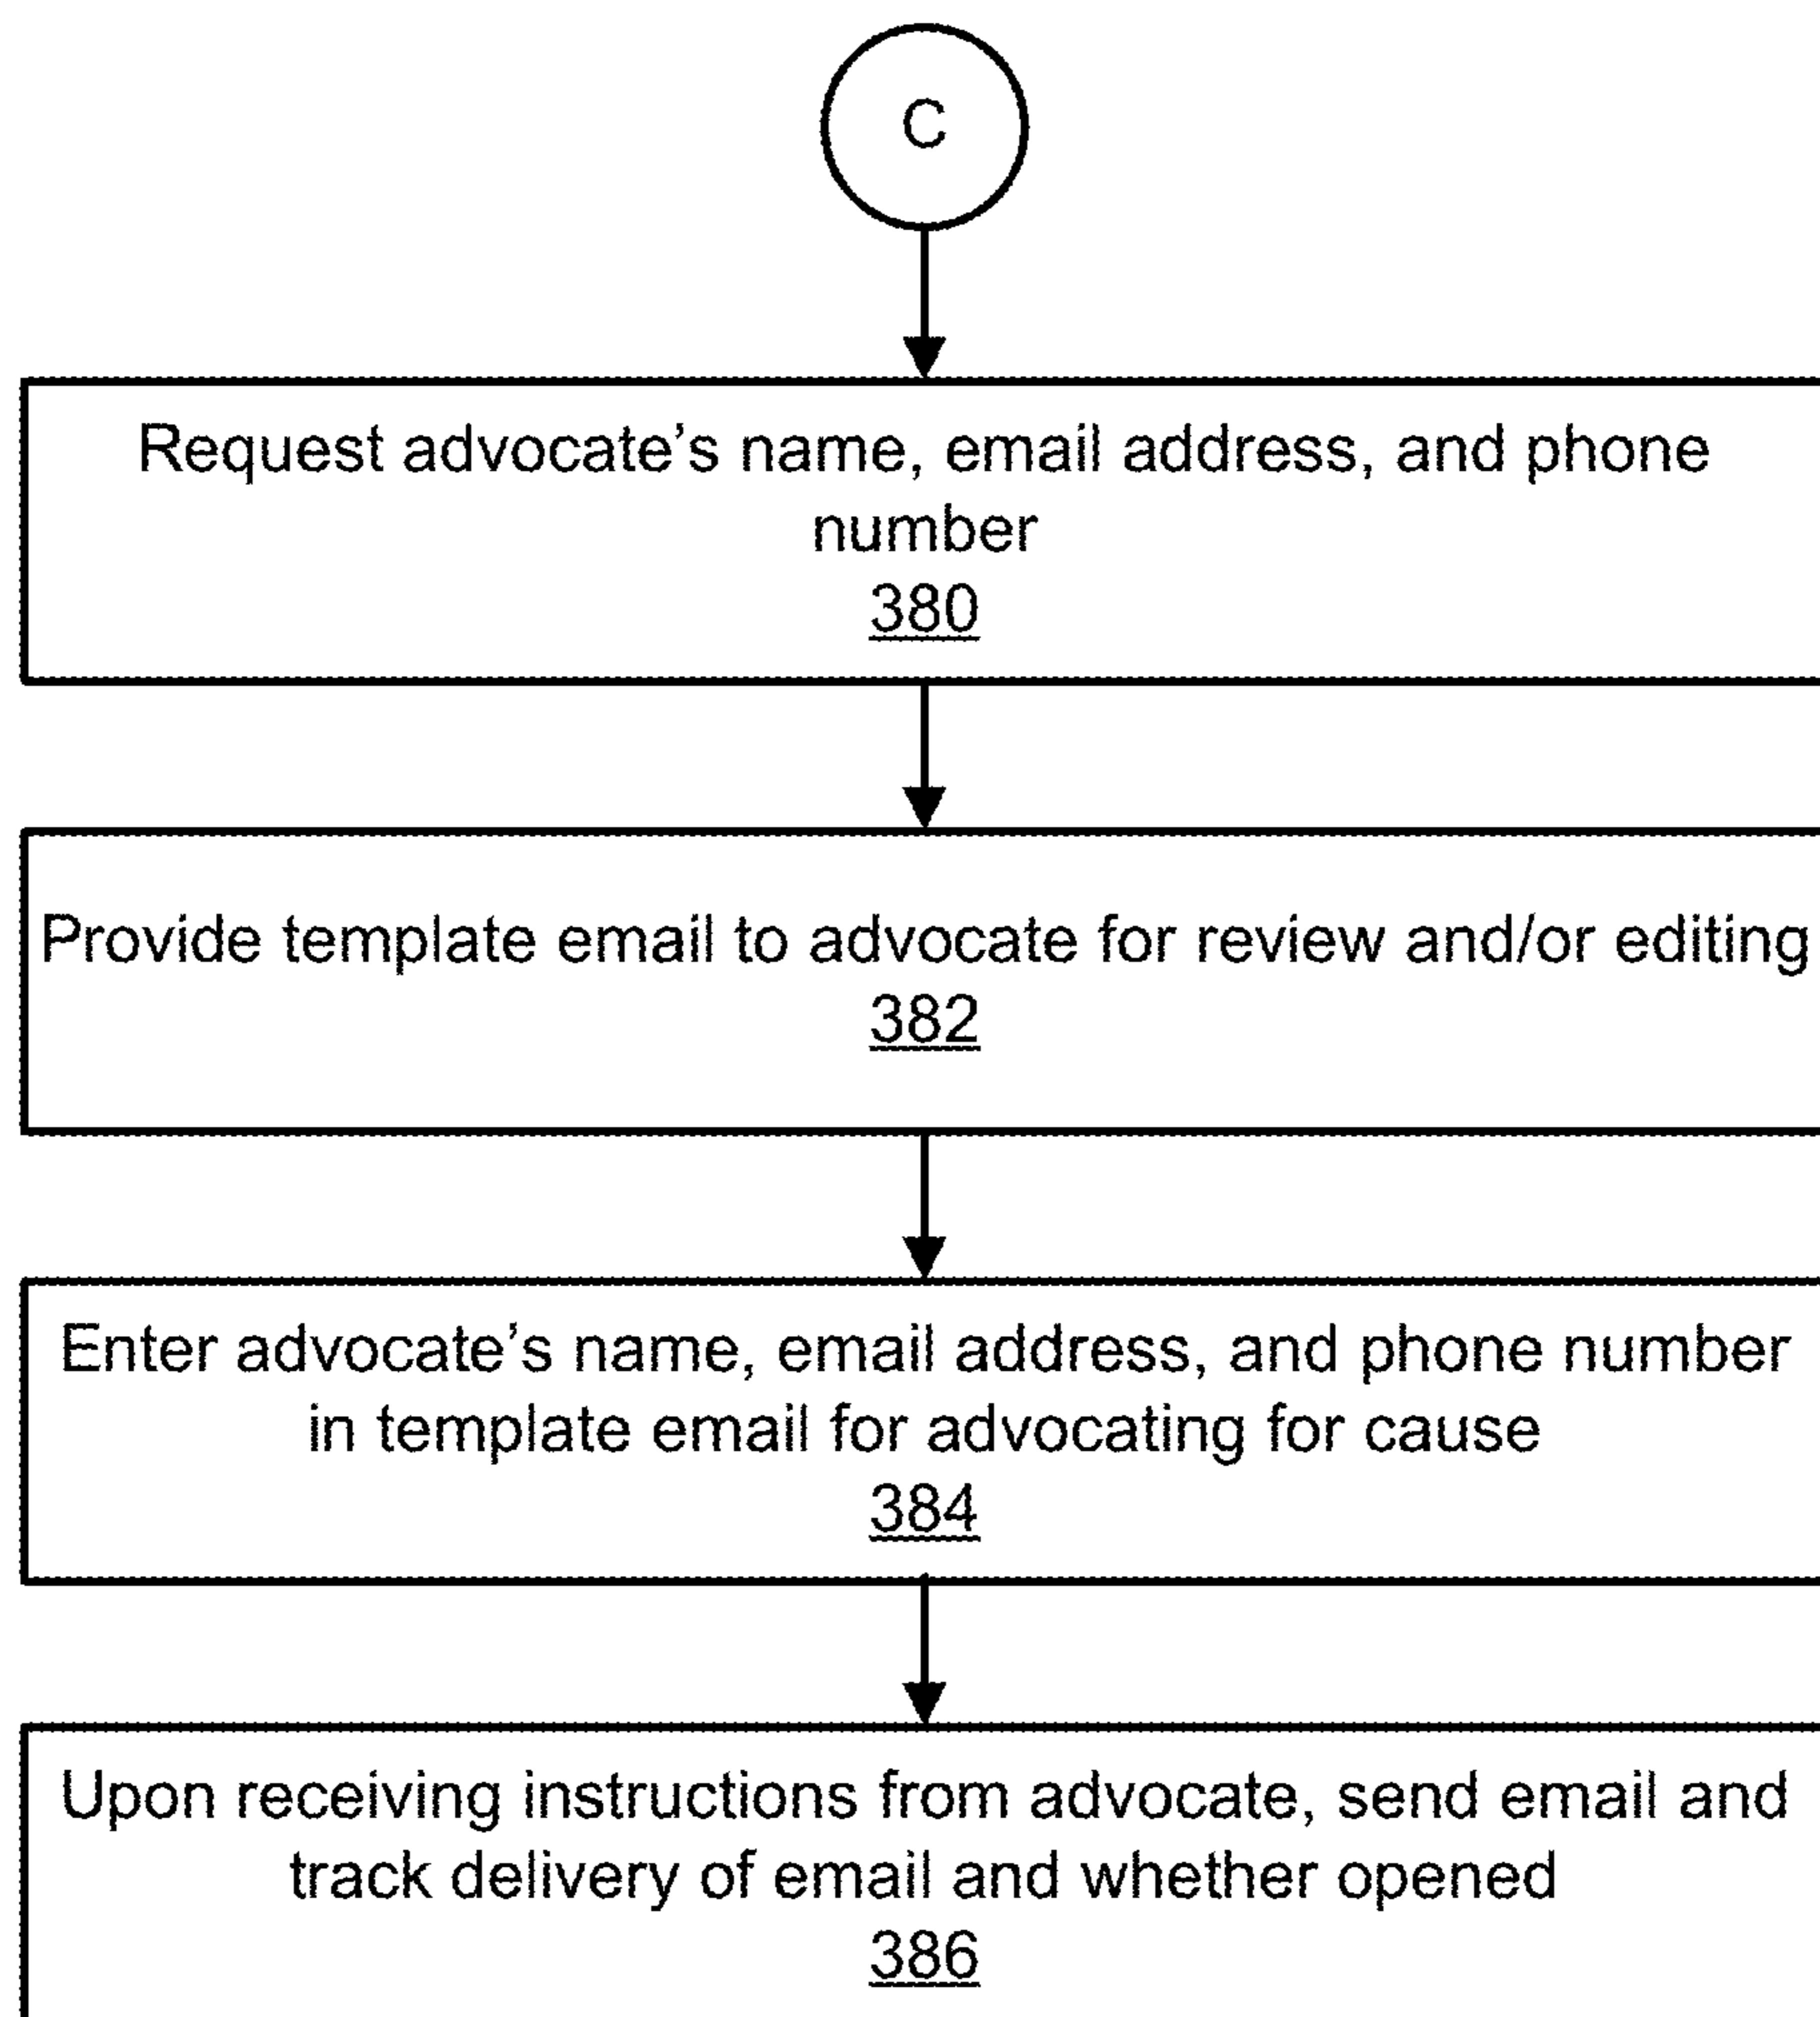 C
Request advocate’s name, email address, and phone
number
380
Provide template email to advocate for review and/or editing
382
Enter advocate’s name, email address, and phone number
in template email for advocating for cause
384
Upon receiving instructions from advocate, send email and
track delivery of email and whether opened
386